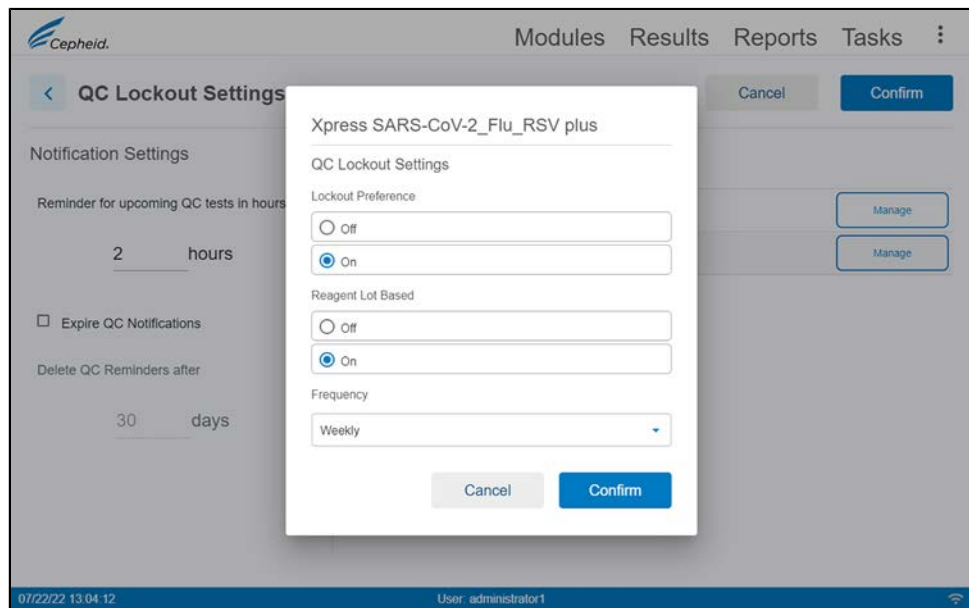 Cepheid.
Modules Results Reports Tasks
QC Lockout Settings
Cancel Confirm
Notification Settings
Reminder for upcoming QC tests in hours
2 hours
Expire QC Notifications
Delete QC Reminders after
30 days
Manage
Manage
Xpress SARS-CoV-2_Flu_RSV plus
QC Lockout Settings
Lockout Preference
Off
On
Reagent Lot Based
Off
On
Frequency
Weekly
Cancel Confirm
07/22/22 13:04:12 User: administrator1